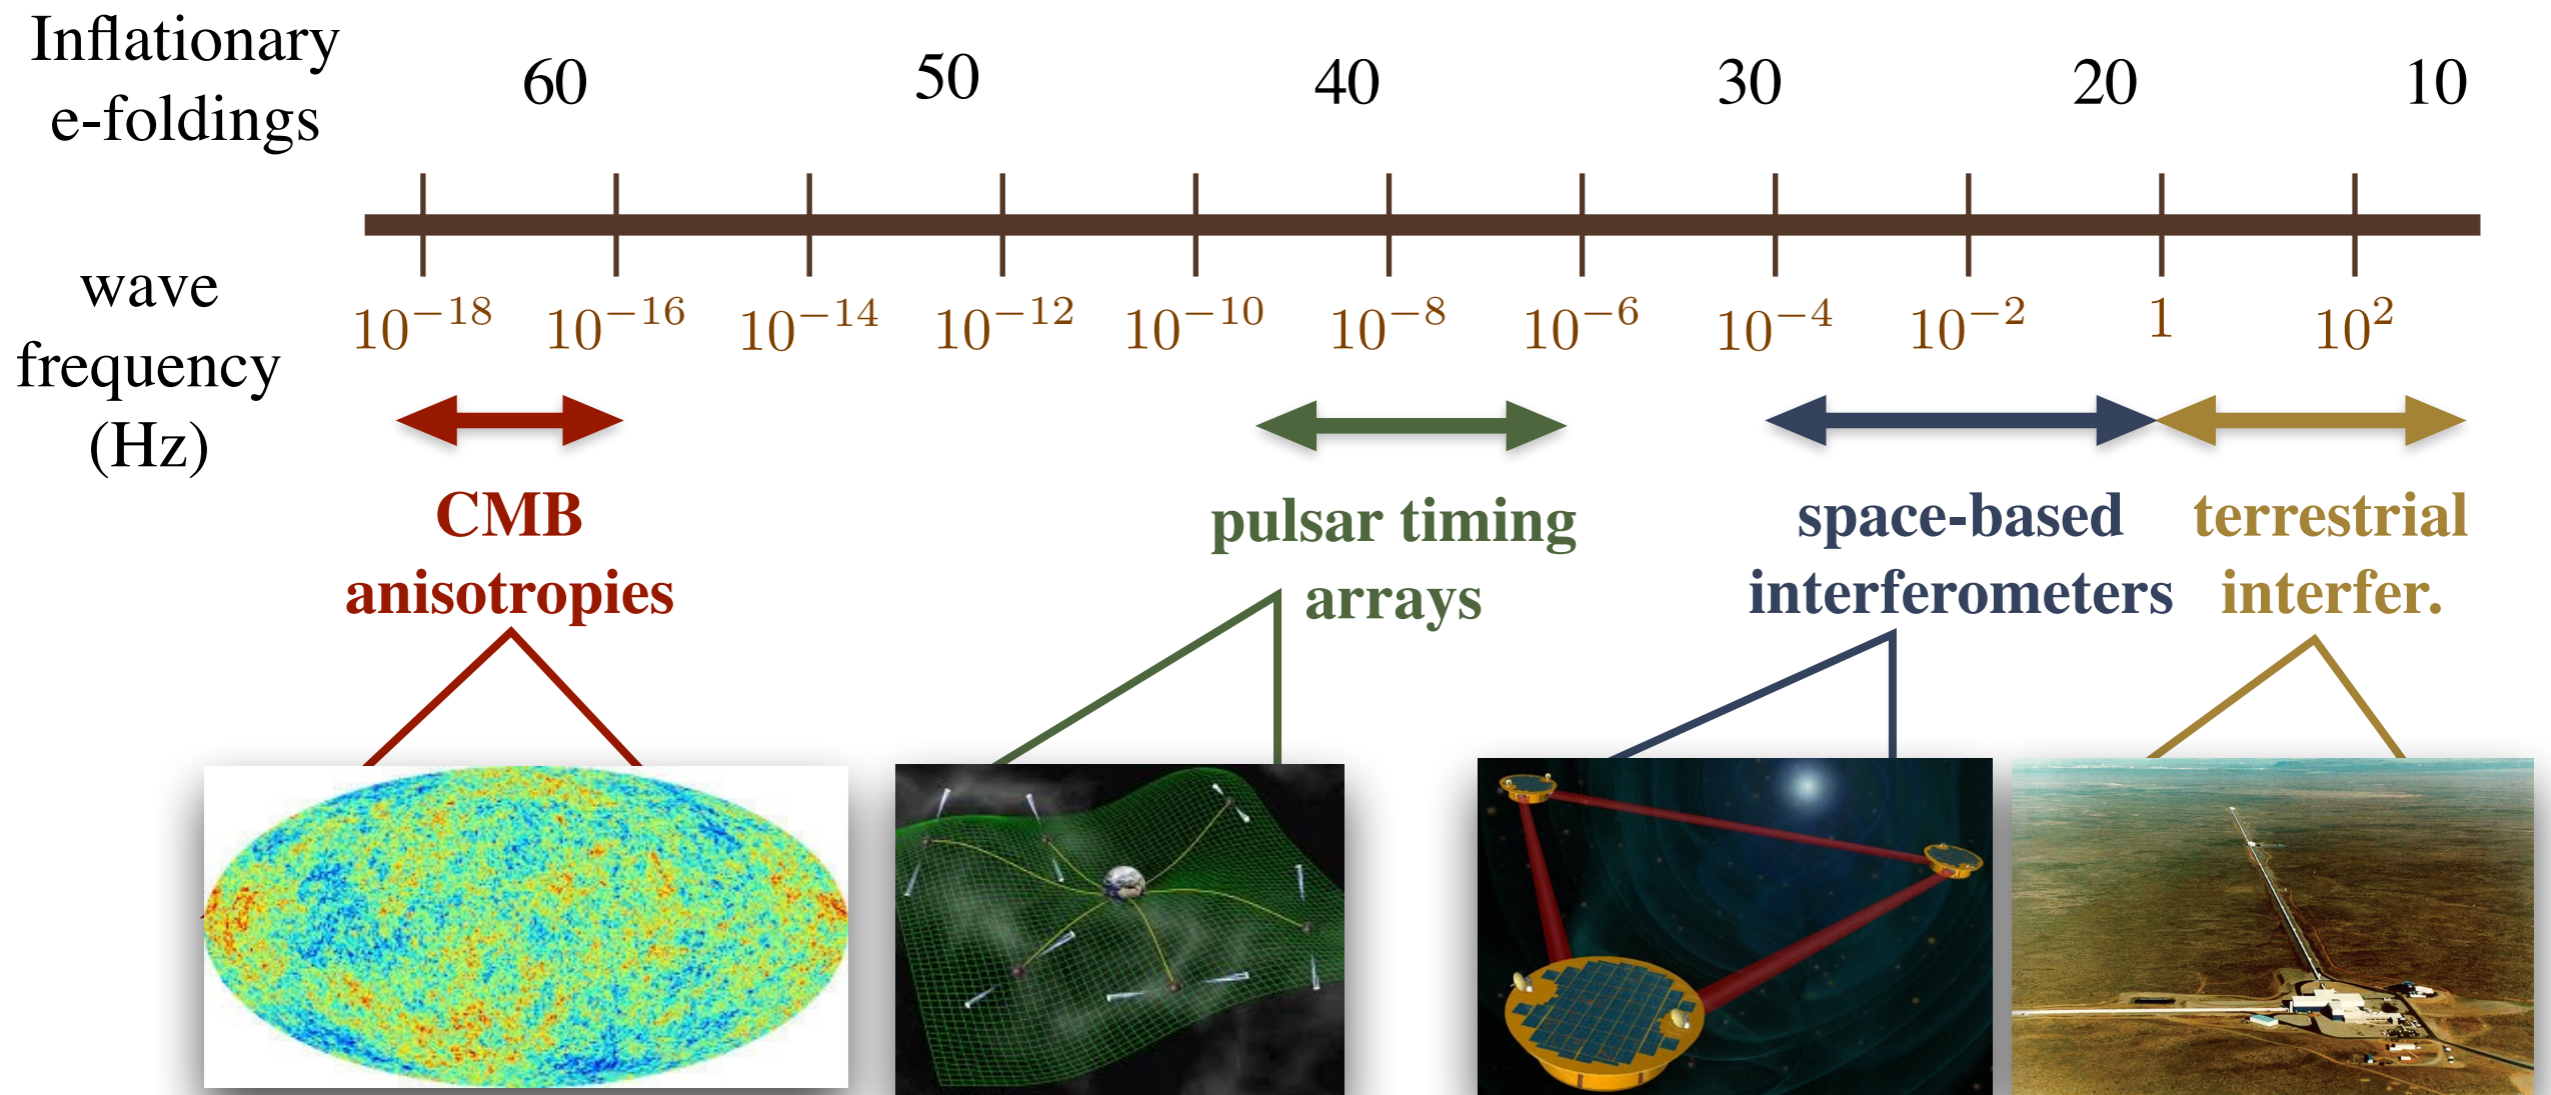 Inflationary
e-foldings
60 50 40 30 20 10
wave
frequency
(Hz)
10⁻¹⁸ 10⁻¹⁶ 10⁻¹⁴ 10⁻¹² 10⁻¹⁰ 10⁻⁸ 10⁻⁶ 10⁻⁴ 10⁻² 1 10²
CMB
anisotropies
pulsar timing
arrays
space-based
interferometers
terrestrial
interfer.